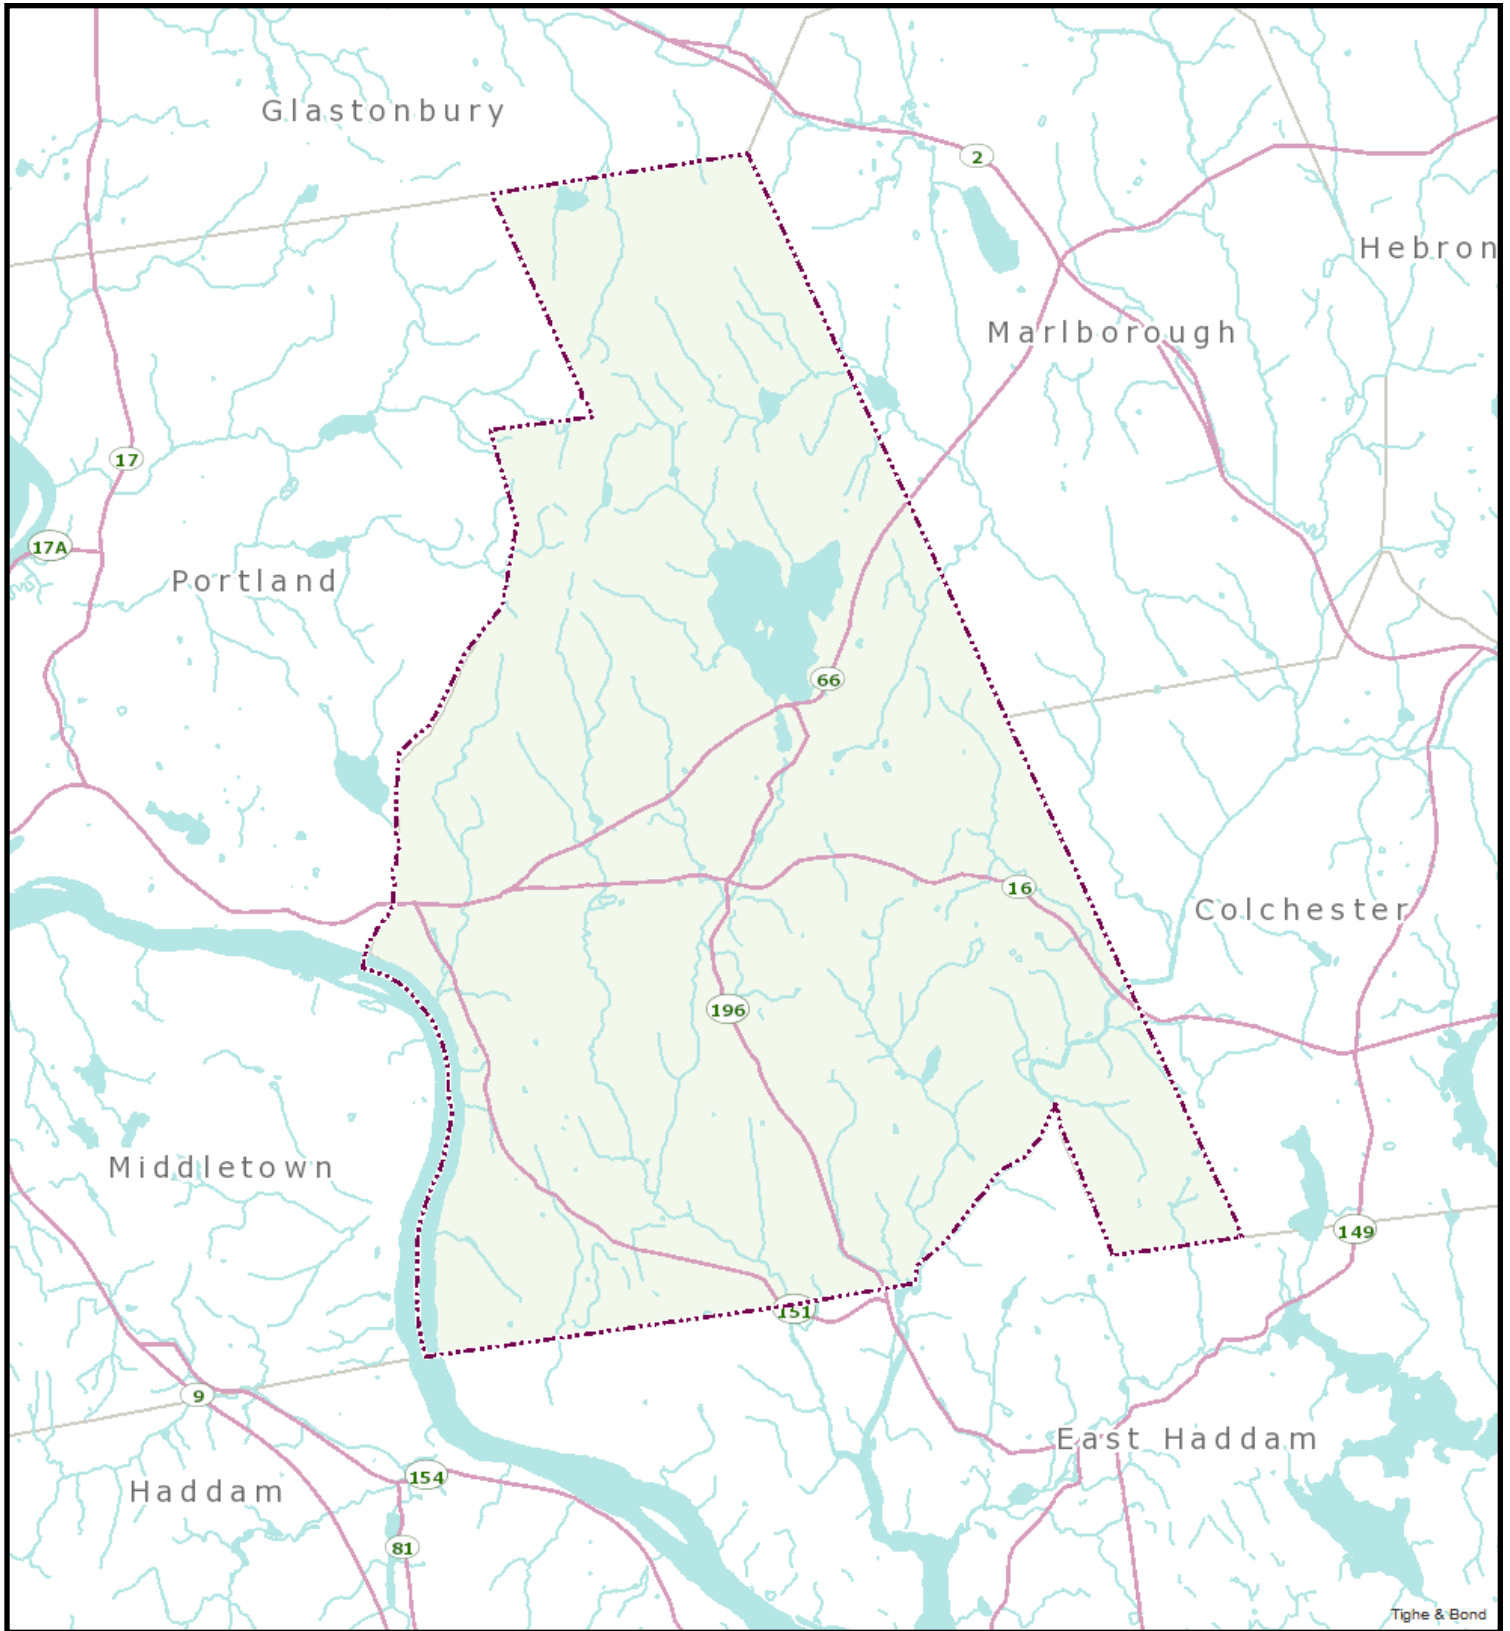 Glastonbury
2
Hebron
Marlborough
17
17A
Portland
66
16
Colchester
196
Middletown
149
151
9
East Haddam
154
Haddam
81
Tighe & Bond